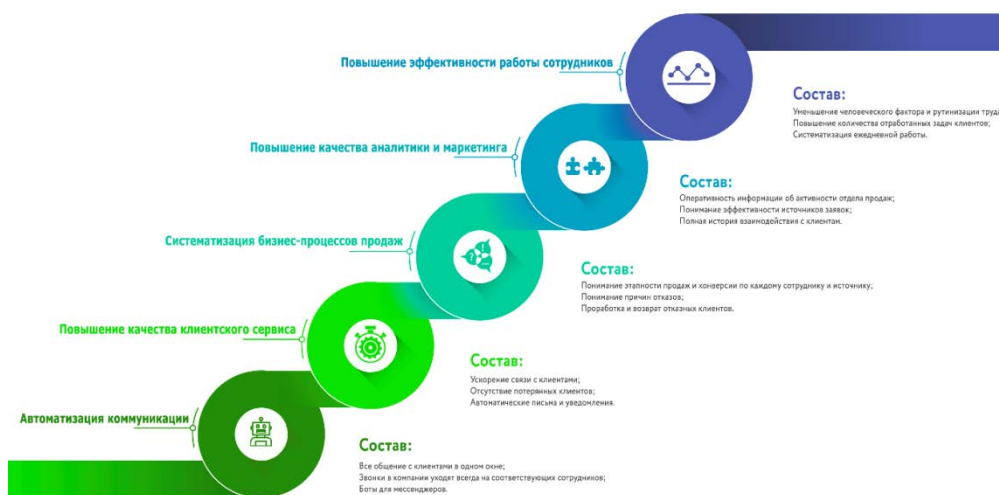 Повышение эффективности работы сотрудников
Состав:
Уменьшение человеческого фактора и рутинизации труда
Повышение количества отработанных задач клиентов;
Систематизация ежедневной работы.
Повышение качества аналитики и маркетинга
Состав:
Оперативность информации об активности отдела продаж;
Понимание эффективности источников заявок;
Полная история взаимодействия с клиентам.
Систематизация бизнес-процессов продаж
Состав:
Понимание этапности продаж и конверсии по каждому сотруднику и источнику;
Понимание причин отказов;
Проработка и возврат отказных клиентов.
Повышение качества клиентского сервиса
Состав:
Ускорение связи с клиентами;
Отсутствие потерянных клиентов;
Автоматические письма и уведомления.
Автоматизация коммуникации
Состав:
Все общение с клиентами в одном окне;
Звонки в компании уходят всегда на соответствующих сотрудников;
Боты для мессенджеров.